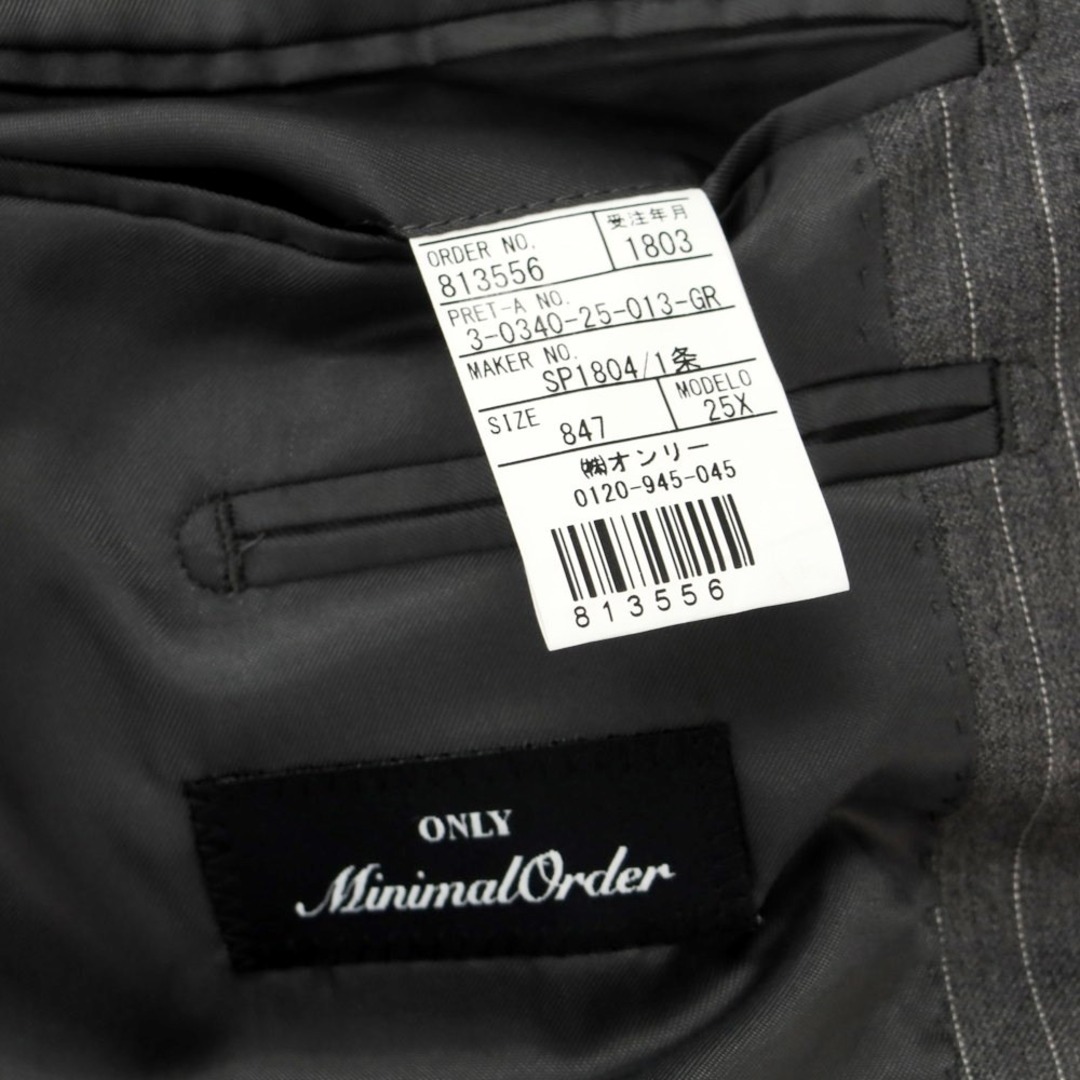 ORDER NO.
受注年月
813556
1803
PRET-A NO.
3-0340-25-013-GR
MAKER NO.
SP1804/1条
SIZE
847
MODELO
25X
㈱オンリー
0120-945-045
813556
ONLY
MinimalOrder